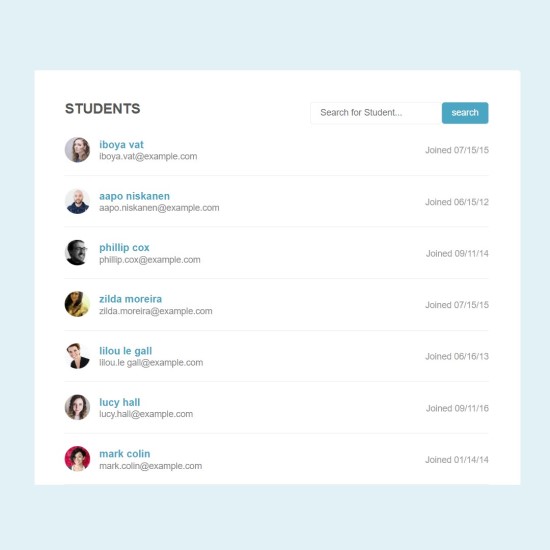 STUDENTS
Search for Student...
search
iboya vat
iboya.vat@example.com
Joined 07/15/15
aapo niskanen
aapo.niskanen@example.com
Joined 06/15/12
phillip cox
phillip.cox@example.com
Joined 09/11/14
zilda moreira
zilda.moreira@example.com
Joined 07/15/15
lilou le gall
lilou.le gall@example.com
Joined 06/16/13
lucy hall
lucy.hall@example.com
Joined 09/11/16
mark colin
mark.colin@example.com
Joined 01/14/14